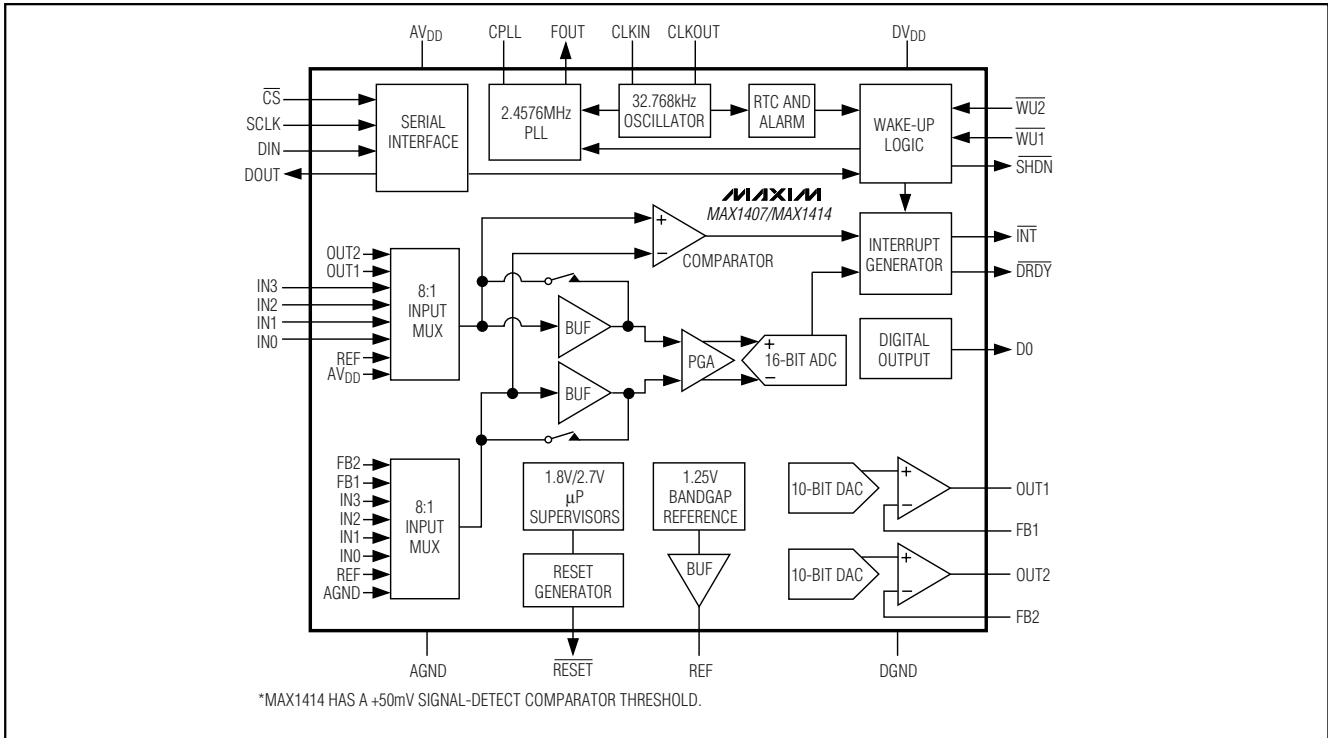 AVDD CPLL FOUT CLKIN CLKOUT DVDD
CS
SCLK
DIN
DOUT
SERIAL
INTERFACE
2.4576MHz
PLL
32.768kHz
OSCILLATOR
RTC AND
ALARM
WAKE-UP
LOGIC
WU2
WU1
SHDN
MAXIM
MAX1407/MAX1414
+
−
COMPARATOR
INTERRUPT
GENERATOR
INT
DRDY
OUT2
OUT1
IN3
IN2
IN1
IN0
REF
AVDD
8:1
INPUT
MUX
BUF
BUF
PGA
+
−
16-BIT ADC
DIGITAL
OUTPUT
D0
FB2
FB1
IN3
IN2
IN1
IN0
REF
AGND
8:1
INPUT
MUX
1.8V/2.7V
µP
SUPERVISORS
RESET
GENERATOR
1.25V
BANDGAP
REFERENCE
BUF
10-BIT DAC
+
−
OUT1
FB1
10-BIT DAC
+
−
OUT2
FB2
AGND RESET REF DGND
*MAX1414 HAS A +50mV SIGNAL-DETECT COMPARATOR THRESHOLD.